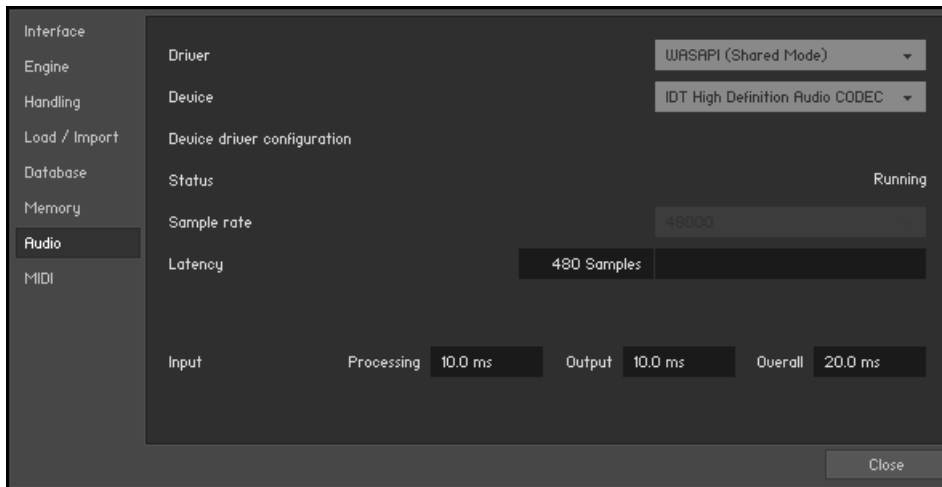 Interface
Engine
Handling
Load / Import
Database
Memory
Audio
MIDI
Driver WASAPI (Shared Mode)
Device IDT High Definition Audio CODEC
Device driver configuration
Status Running
Sample rate 48000
Latency 480 Samples
Input Processing 10.0 ms Output 10.0 ms Overall 20.0 ms
Close